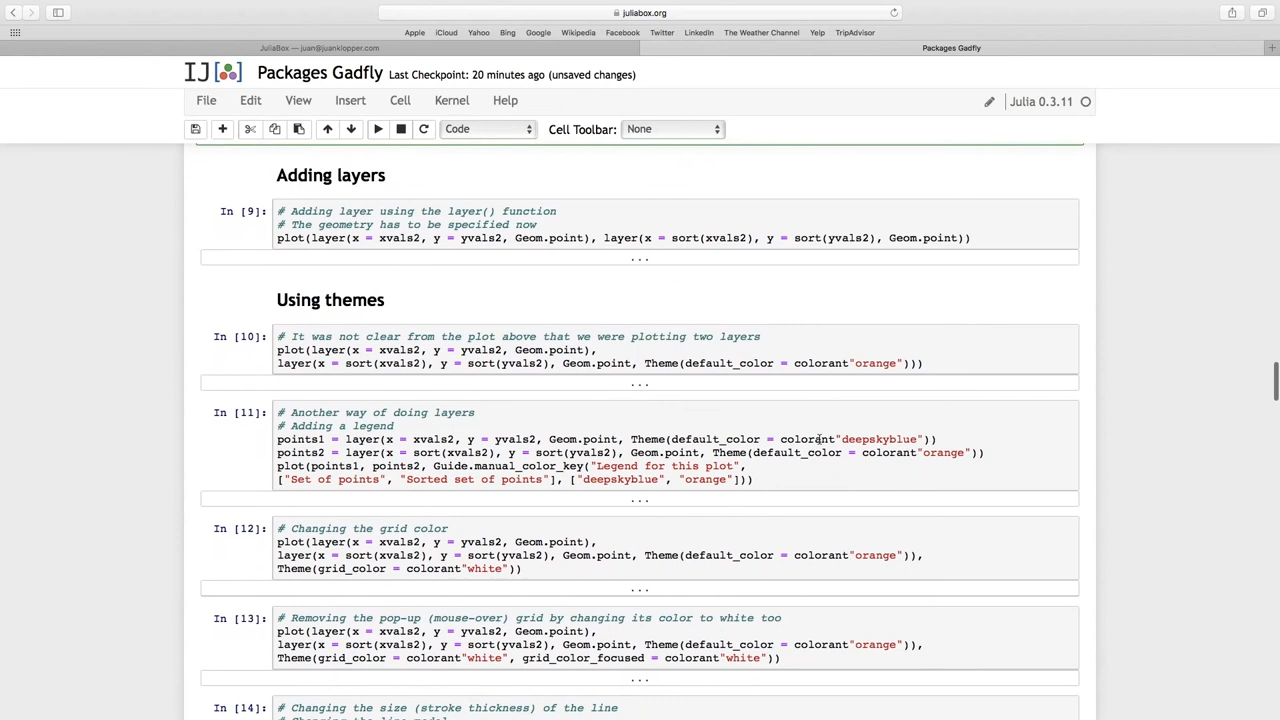 juliabox.org
Apple iCloud Yahoo Bing Google Wikipedia Facebook Twitter LinkedIn The Weather Channel Yelp TripAdvisor
JuliaBox — juan@juanklopper.com
Packages Gadfly
IJ[ ] Packages Gadfly Last Checkpoint: 20 minutes ago (unsaved changes)
File Edit View Insert Cell Kernel Help Julia 0.3.11
Code Cell Toolbar: None
Adding layers
In [9]: # Adding layer using the layer() function
# The geometry has to be specified now
plot(layer(x = xvals2, y = yvals2, Geom.point), layer(x = sort(xvals2), y = sort(yvals2), Geom.point))
...
Using themes
In [10]: # It was not clear from the plot above that we were plotting two layers
plot(layer(x = xvals2, y = yvals2, Geom.point),
layer(x = sort(xvals2), y = sort(yvals2), Geom.point, Theme(default_color = colorant"orange")))
...
In [11]: # Another way of doing layers
# Adding a legend
points1 = layer(x = xvals2, y = yvals2, Geom.point, Theme(default_color = colorant"deepskyblue"))
points2 = layer(x = sort(xvals2), y = sort(yvals2), Geom.point, Theme(default_color = colorant"orange"))
plot(points1, points2, Guide.manual_color_key("Legend for this plot",
["Set of points", "Sorted set of points"], ["deepskyblue", "orange"]))
...
In [12]: # Changing the grid color
plot(layer(x = xvals2, y = yvals2, Geom.point),
layer(x = sort(xvals2), y = sort(yvals2), Geom.point, Theme(default_color = colorant"orange")),
Theme(grid_color = colorant"white"))
...
In [13]: # Removing the pop-up (mouse-over) grid by changing its color to white too
plot(layer(x = xvals2, y = yvals2, Geom.point),
layer(x = sort(xvals2), y = sort(yvals2), Geom.point, Theme(default_color = colorant"orange")),
Theme(grid_color = colorant"white", grid_color_focused = colorant"white"))
...
In [14]: # Changing the size (stroke thickness) of the line